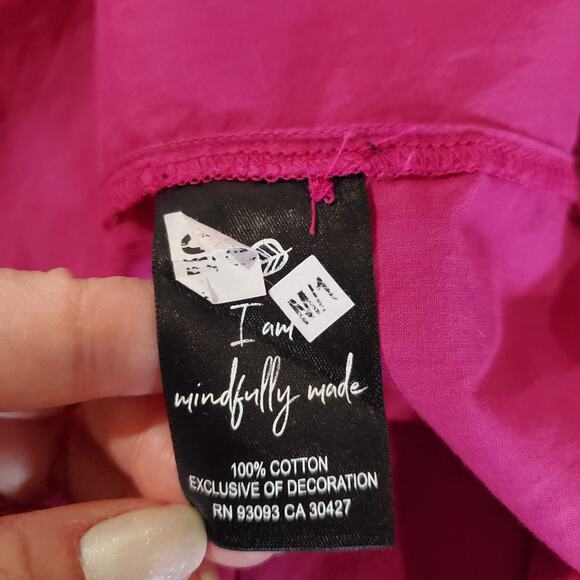 I am
mindfully made
100% COTTON
EXCLUSIVE OF DECORATION
RN 93093 CA 30427